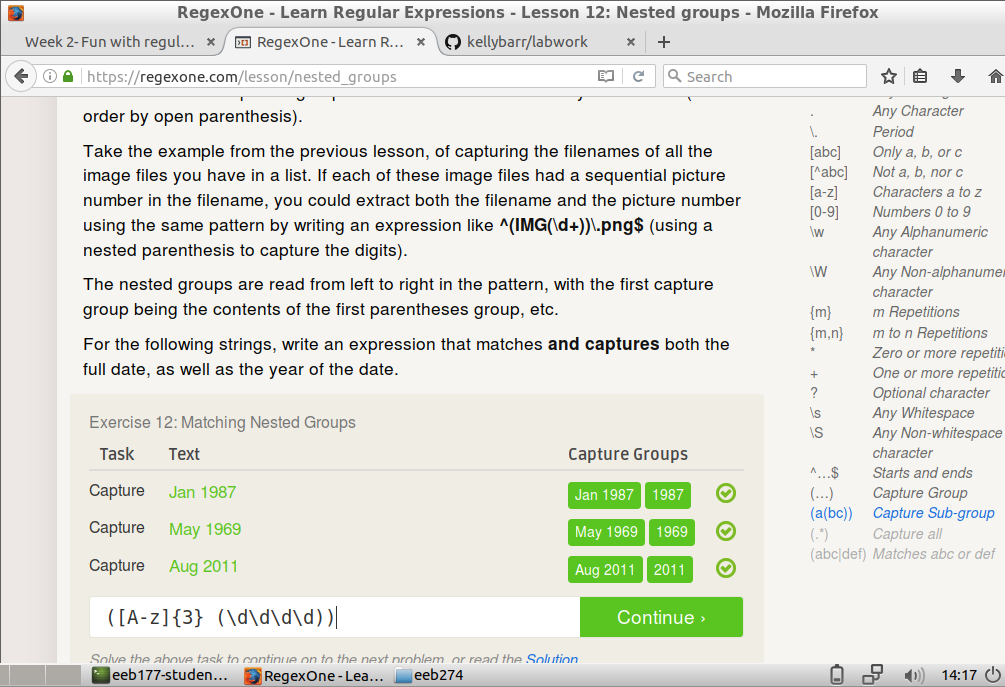 RegexOne - Learn Regular Expressions - Lesson 12: Nested groups - Mozilla Firefox
Week 2- Fun with regul... × RegexOne - Learn R... × kellybarr/labwork × +
https://regexone.com/lesson/nested_groups Search
order by open parenthesis).
Take the example from the previous lesson, of capturing the filenames of all the
image files you have in a list. If each of these image files had a sequential picture
number in the filename, you could extract both the filename and the picture number
using the same pattern by writing an expression like ^(IMG(\d+))\.png$ (using a
nested parenthesis to capture the digits).
The nested groups are read from left to right in the pattern, with the first capture
group being the contents of the first parentheses group, etc.
For the following strings, write an expression that matches and captures both the
full date, as well as the year of the date.
Exercise 12: Matching Nested Groups
Task Text Capture Groups
Capture Jan 1987 Jan 1987 1987
Capture May 1969 May 1969 1969
Capture Aug 2011 Aug 2011 2011
([A-z]{3} (\d\d\d\d))
Continue ›
Solve the above task to continue on to the next problem, or read the Solution.
. Any Character
\. Period
[abc] Only a, b, or c
[^abc] Not a, b, nor c
[a-z] Characters a to z
[0-9] Numbers 0 to 9
\w Any Alphanumeric
character
\W Any Non-alphanumer
character
{m} m Repetitions
{m,n} m to n Repetitions
* Zero or more repetiti
+ One or more repetitic
? Optional character
\s Any Whitespace
\S Any Non-whitespace
character
^...$ Starts and ends
(...) Capture Group
(a(bc)) Capture Sub-group
(.*) Capture all
(abc|def) Matches abc or def
eeb177-studen... RegexOne - Lea... eeb274 14:17